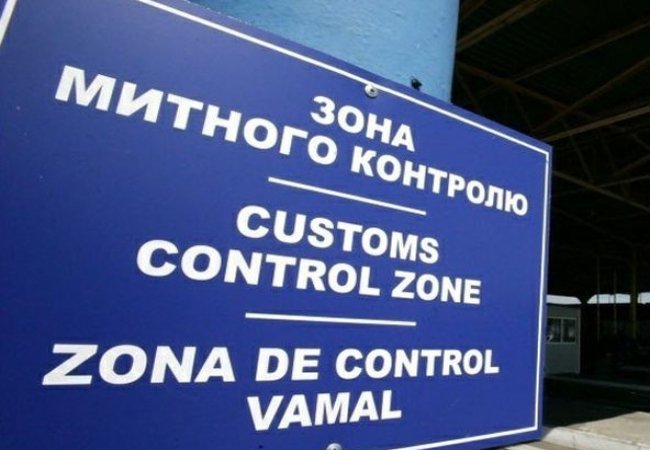 ЗОНА
МИТНОГО КОНТРОЛЮ
CUSTOMS
CONTROL ZONE
ZONA DE CONTROL
VAMAL